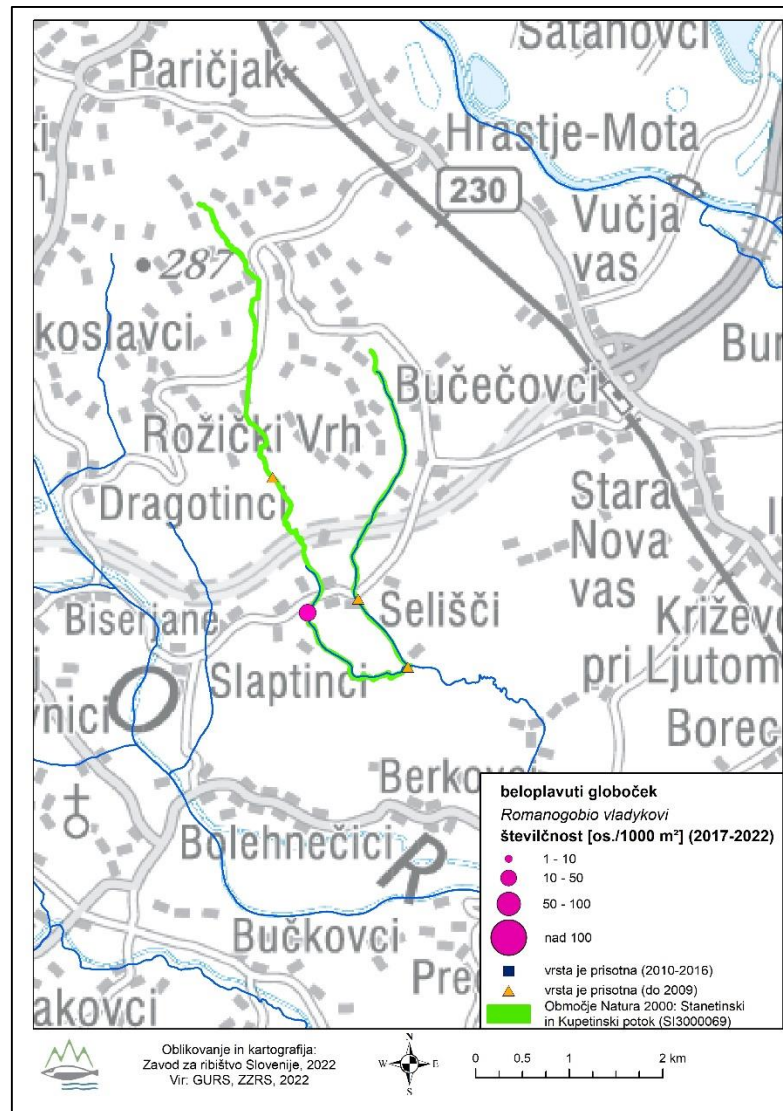 Satanovci
Paričjak
Hrastje-Mota
230
Vučja
vas
287
koslavci
Bučečovci
Bur
Rožički Vrh
Dragotinci
Stara
Nova
vas
Selišči
Biserjane
Križev
pri Ljutom
Slaptinci
vnici
O
Borec
Berkovci
Bolehnečici
R
Bučkovci
Pre
akovci
beloplavuti globoček
Romanogobio vladykovi
številčnost [os./1000 m²] (2017-2022)
1 - 10
10 - 50
50 - 100
nad 100
vrsta je prisotna (2010-2016)
vrsta je prisotna (do 2009)
Območje Natura 2000: Stanetinski
in Kupetinski potok (SI3000069)
Oblikovanje in kartografija:
Zavod za ribištvo Slovenije, 2022
Vir: GURS, ZZRS, 2022
N
W E
S
0 0.5 1 2 km